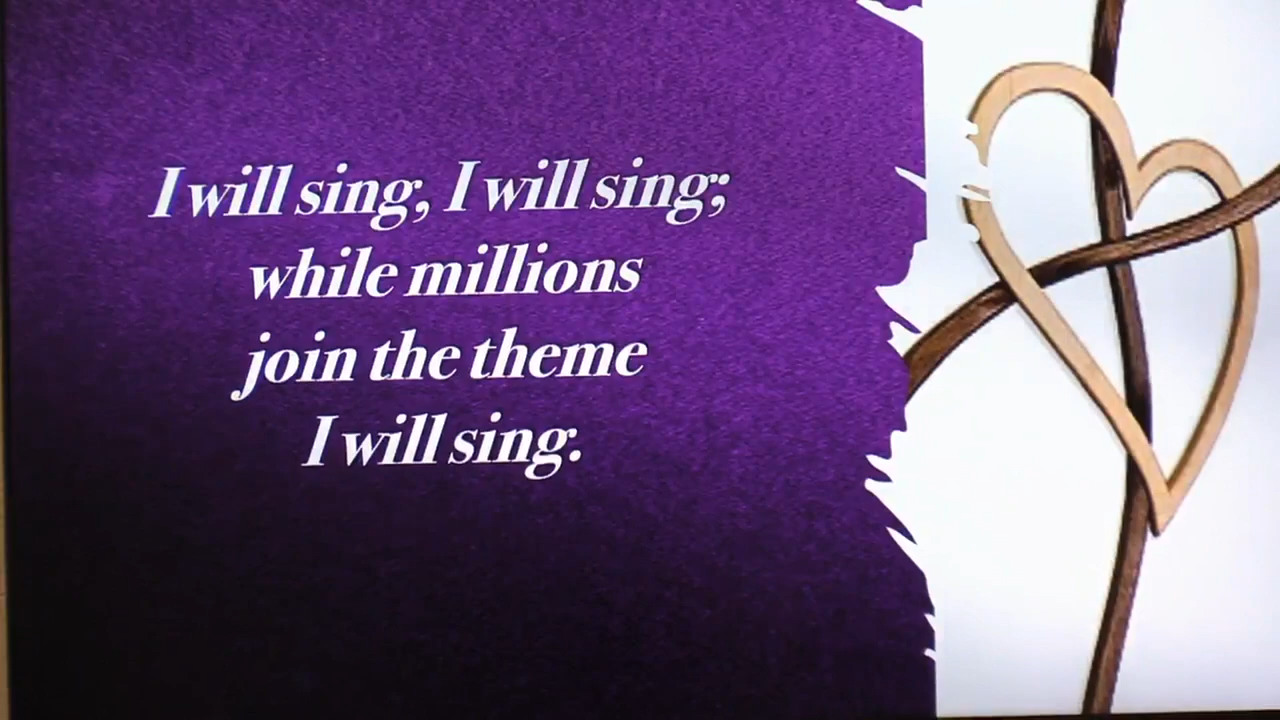 I will sing, I will sing;
while millions
join the theme
I will sing.